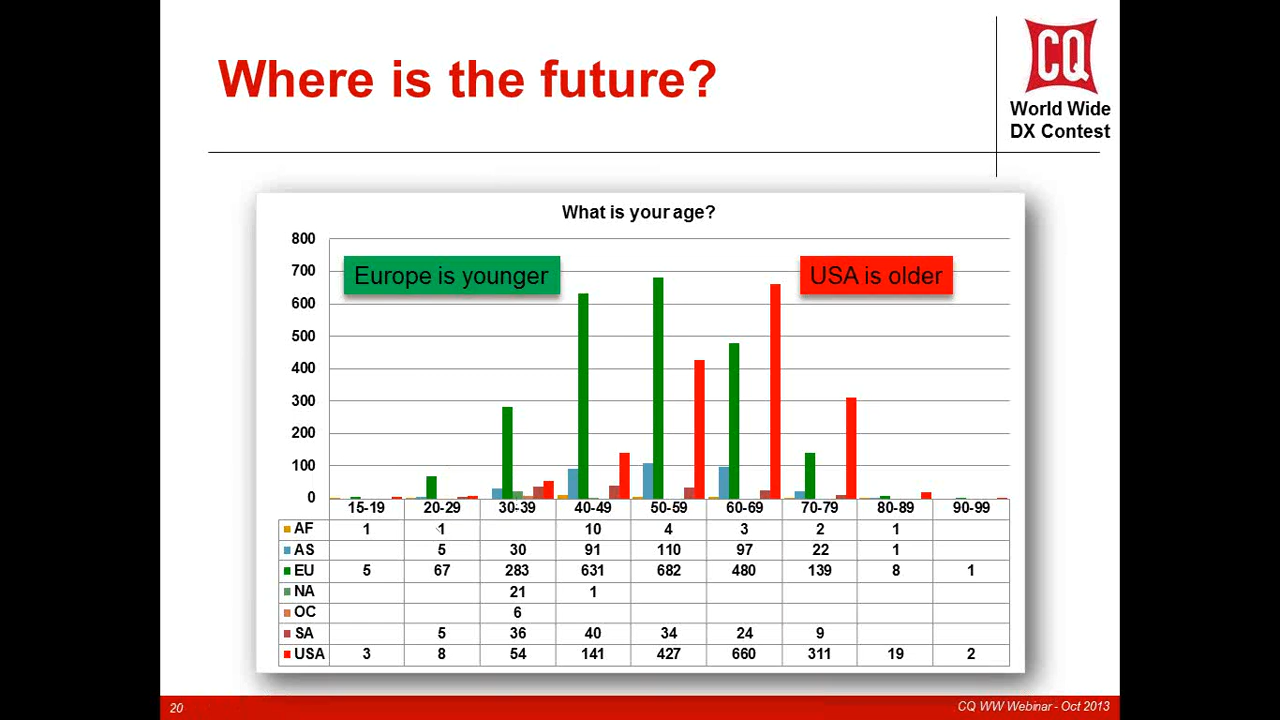 Where is the future?
CQ
World Wide
DX Contest
What is your age?
800
700
600
500
400
300
200
100
0
Europe is younger
USA is older
15-19 20-29 30-39 40-49 50-59 60-69 70-79 80-89 90-99
AF 1 1 10 4 3 2 1
AS 5 30 91 110 97 22 1
EU 5 67 283 631 682 480 139 8 1
NA 21 1
OC 6
SA 5 36 40 34 24 9
USA 3 8 54 141 427 660 311 19 2
20
CQ WW Webinar - Oct 2013